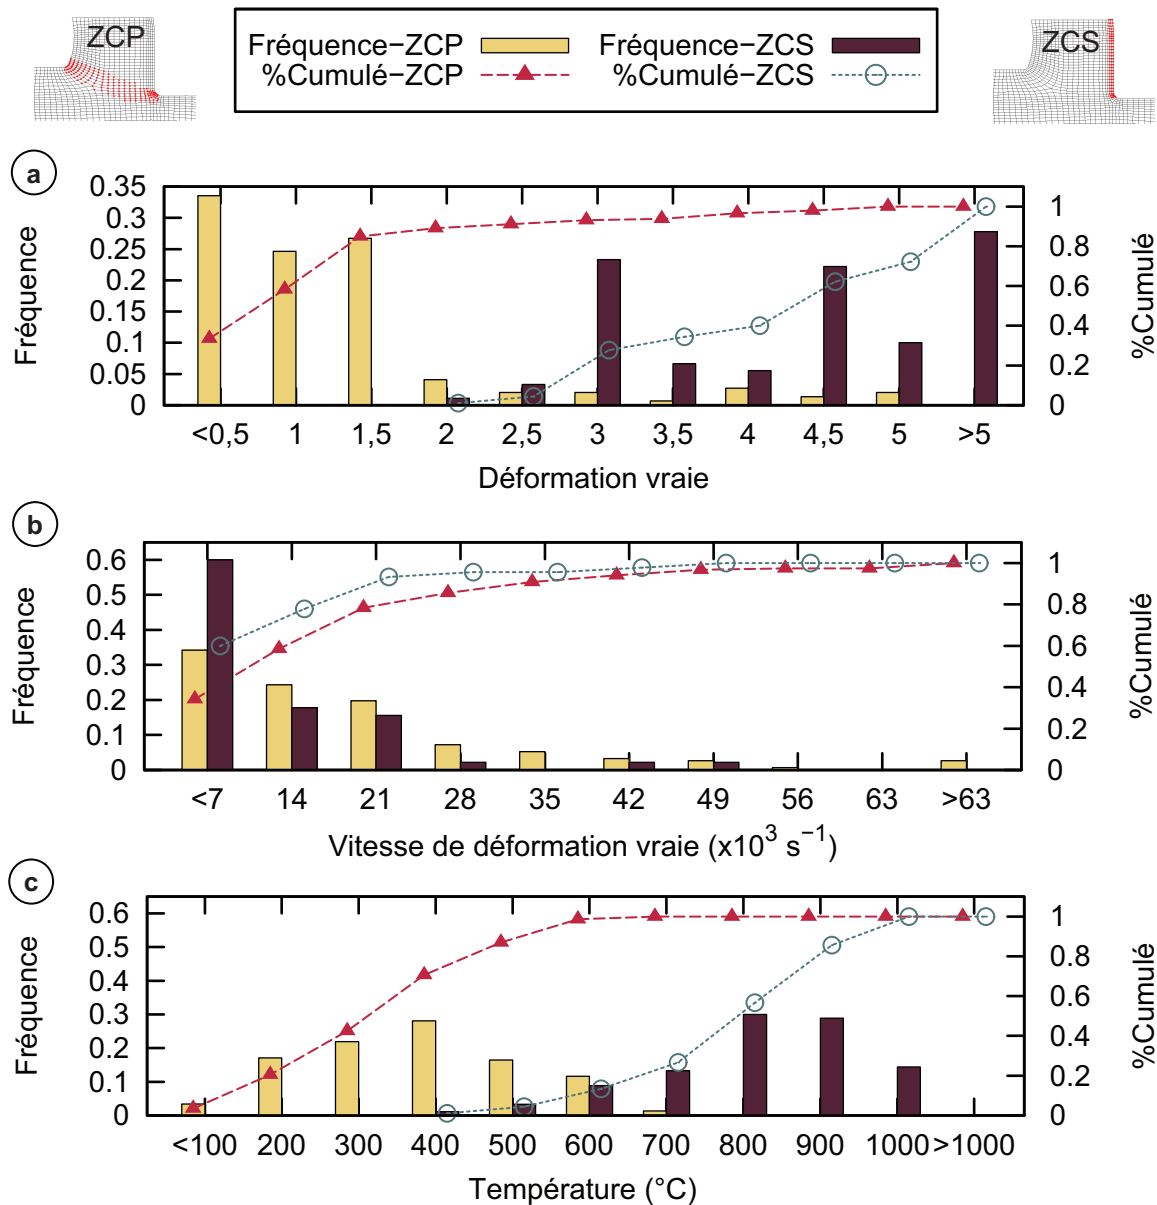 ZCP
Fréquence−ZCP
Fréquence−ZCS
%Cumulé−ZCP
%Cumulé−ZCS
ZCS
a
0.35
0.3
0.25
0.2
0.15
0.1
0.05
0
Fréquence
1
0.8
0.6
0.4
0.2
0
%Cumulé
<0,5 1 1,5 2 2,5 3 3,5 4 4,5 5 >5
Déformation vraie
b
0.6
0.5
0.4
0.3
0.2
0.1
0
Fréquence
1
0.8
0.6
0.4
0.2
0
%Cumulé
<7 14 21 28 35 42 49 56 63 >63
Vitesse de déformation vraie (x10³ s⁻¹)
c
0.6
0.5
0.4
0.3
0.2
0.1
0
Fréquence
1
0.8
0.6
0.4
0.2
0
%Cumulé
<100 200 300 400 500 600 700 800 900 1000 >1000
Température (°C)